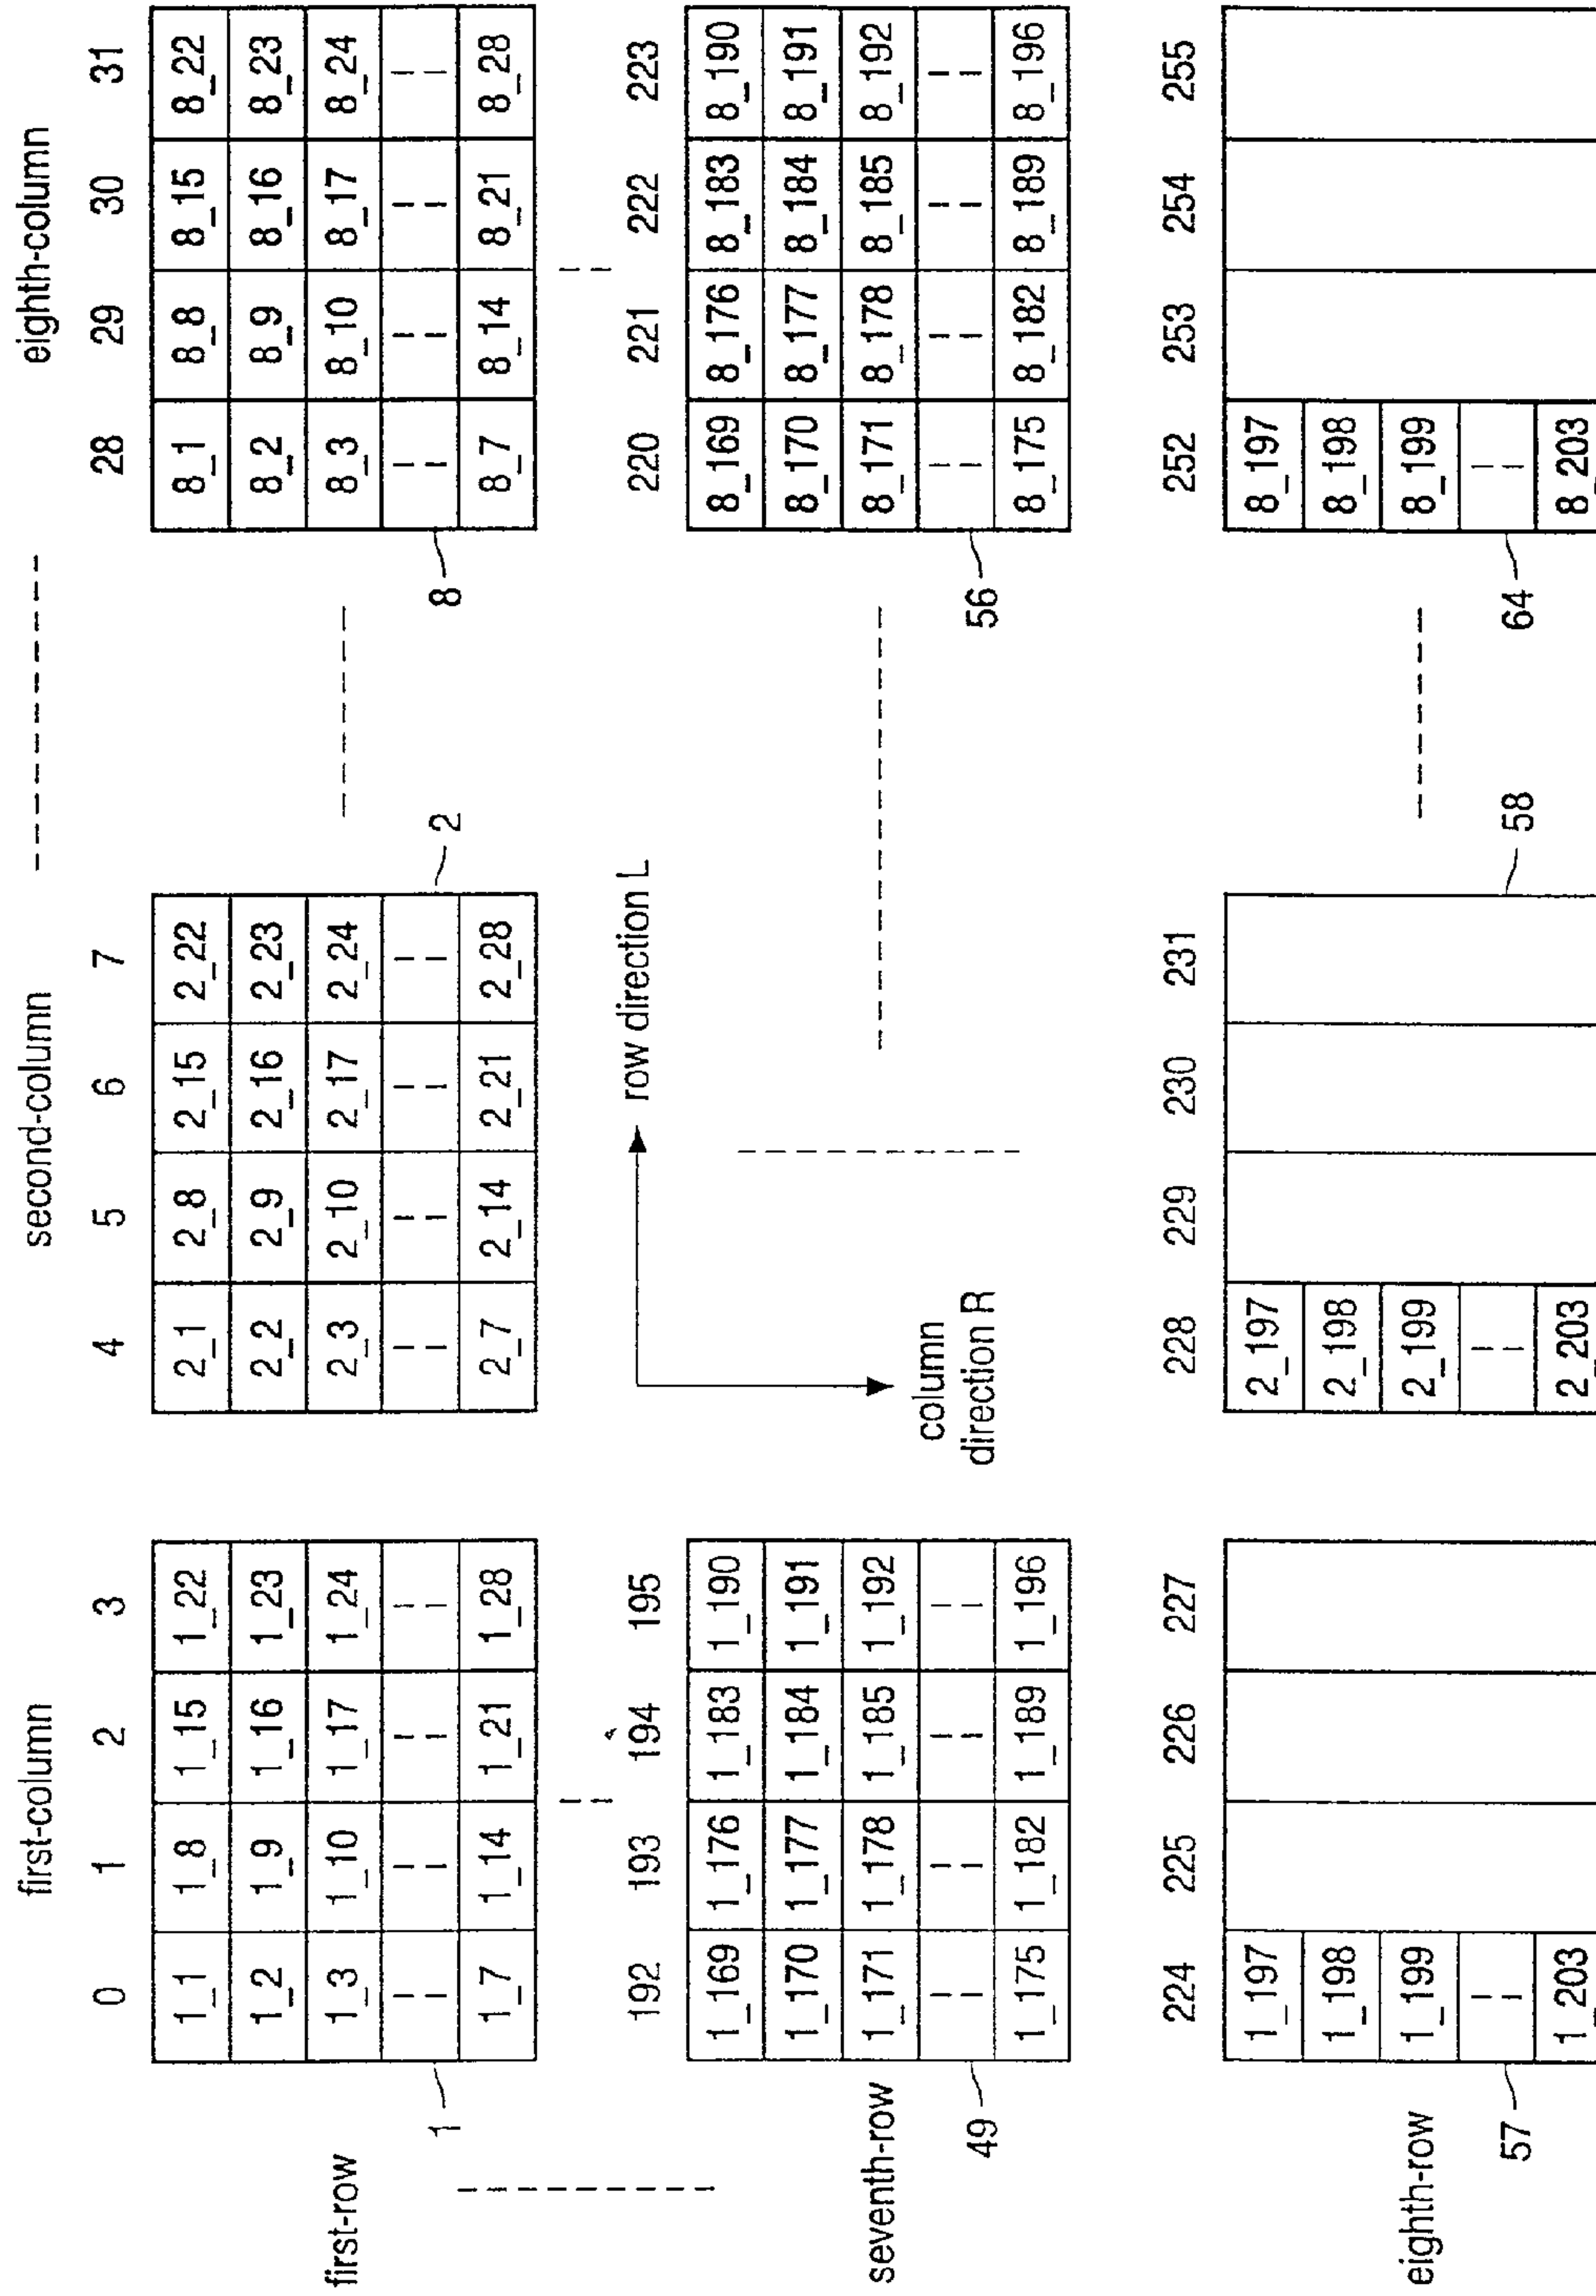 first-column second-column eighth-column
0 1 2 3 4 5 6 7 28 29 30 31
first-row
1_1 1_8 1_15 1_22 2_1 2_8 2_15 2_22 8_1 8_8 8_15 8_22
1_2 1_9 1_16 1_23 2_2 2_9 2_16 2_23 8_2 8_9 8_16 8_23
1_3 1_10 1_17 1_24 2_3 2_10 2_17 2_24 8_3 8_10 8_17 8_24
1 2 8
1_7 1_14 1_21 1_28 2_7 2_14 2_21 2_28 8_7 8_14 8_21 8_28
row direction L
column
direction R
192 193 194 195 220 221 222 223
seventh-row
1_169 1_176 1_183 1_190 8_169 8_176 8_183 8_190
1_170 1_177 1_184 1_191 8_170 8_177 8_184 8_191
1_171 1_178 1_185 1_192 8_171 8_178 8_185 8_192
49 56
1_175 1_182 1_189 1_196 8_175 8_182 8_189 8_196
224 225 226 227 228 229 230 231 252 253 254 255
eighth-row
1_197 2_197 8_197
1_198 2_198 8_198
1_199 2_199 8_199
57 58 64
1_203 2_203 8_203